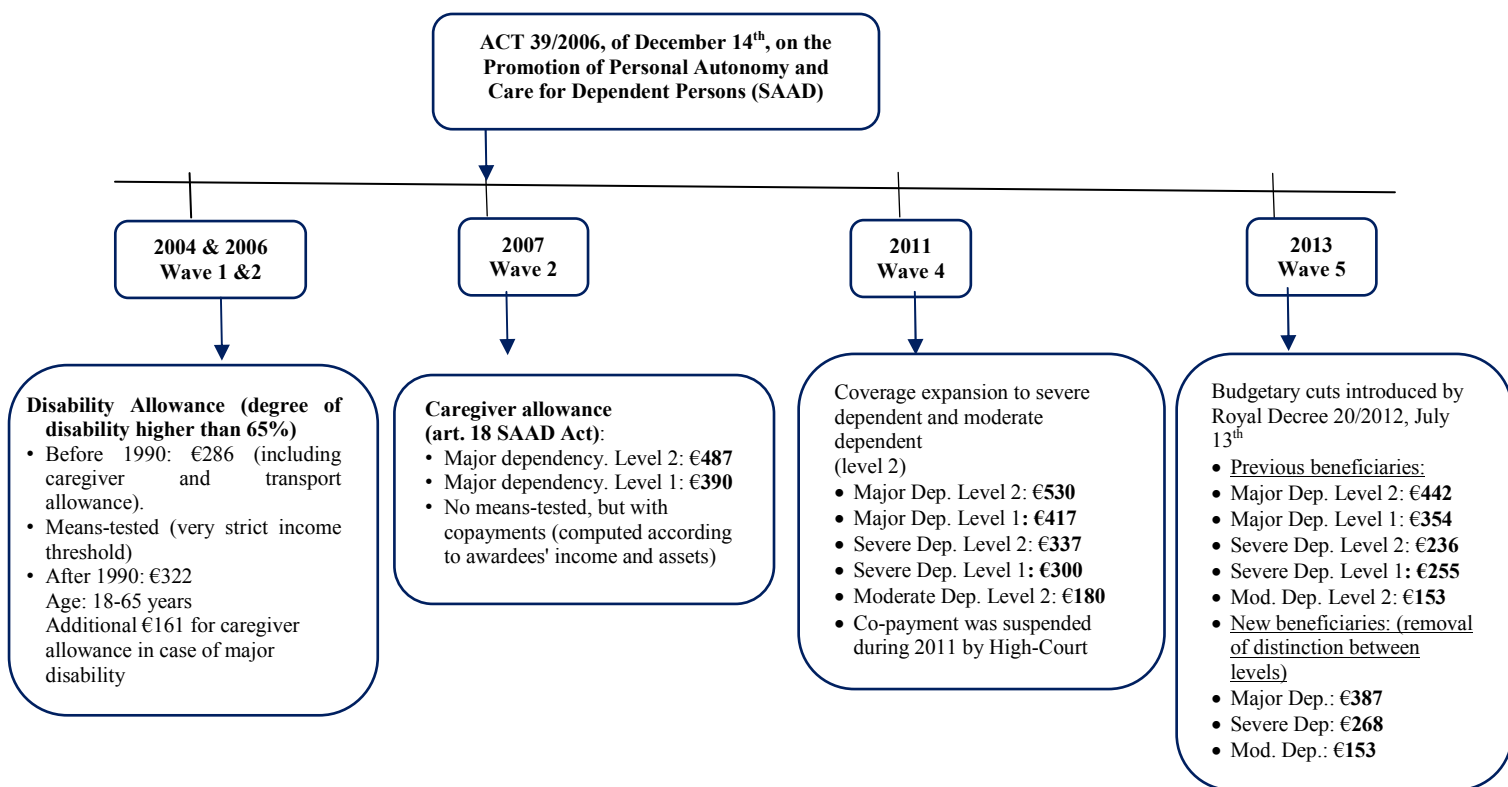 ACT 39/2006, of December 14th, on the
Promotion of Personal Autonomy and
Care for Dependent Persons (SAAD)
2004 & 2006
Wave 1 &2
2007
Wave 2
2011
Wave 4
2013
Wave 5
Disability Allowance (degree of
disability higher than 65%)
• Before 1990: €286 (including
caregiver and transport
allowance).
• Means-tested (very strict income
threshold)
• After 1990: €322
Age: 18-65 years
Additional €161 for caregiver
allowance in case of major
disability
Caregiver allowance
(art. 18 SAAD Act):
• Major dependency. Level 2: €487
• Major dependency. Level 1: €390
• No means-tested, but with
copayments (computed according
to awardees' income and assets)
Coverage expansion to severe
dependent and moderate
dependent
(level 2)
• Major Dep. Level 2: €530
• Major Dep. Level 1: €417
• Severe Dep. Level 2: €337
• Severe Dep. Level 1: €300
• Moderate Dep. Level 2: €180
• Co-payment was suspended
during 2011 by High-Court
Budgetary cuts introduced by
Royal Decree 20/2012, July
13th
• Previous beneficiaries:
• Major Dep. Level 2: €442
• Major Dep. Level 1: €354
• Severe Dep. Level 2: €236
• Severe Dep. Level 1: €255
• Mod. Dep. Level 2: €153
• New beneficiaries: (removal
of distinction between
levels)
• Major Dep.: €387
• Severe Dep: €268
• Mod. Dep.: €153